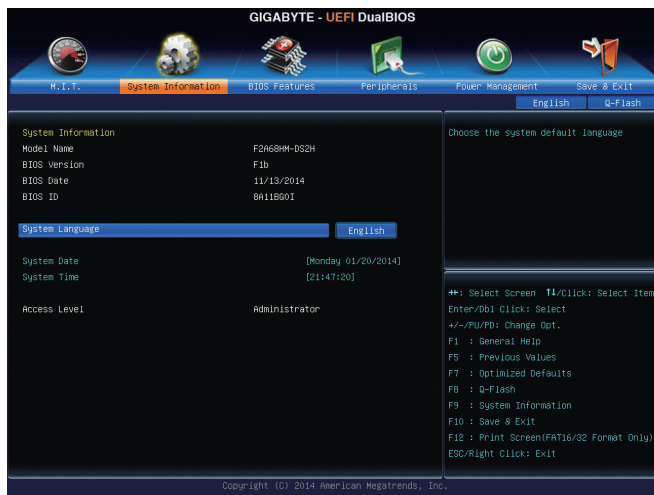 GIGABYTE - UEFI DualBIOS
M.I.T. System Information BIOS Features Peripherals Power Management Save & Exit
English Q-Flash
System Information
Model Name F2A68HM-DS2H
BIOS Version F1b
BIOS Date 11/13/2014
BIOS ID 8A11BG0I
System Language English
System Date [Monday 01/20/2014]
System Time [21:47:20]
Access Level Administrator
Choose the system default language
→←: Select Screen ↑↓/Click: Select Item
Enter/Dbl Click: Select
+/-/PU/PD: Change Opt.
F1 : General Help
F5 : Previous Values
F7 : Optimized Defaults
F8 : Q-Flash
F9 : System Information
F10 : Save & Exit
F12 : Print Screen(FAT16/32 Format Only)
ESC/Right Click: Exit
Copyright (C) 2014 American Megatrends, Inc.